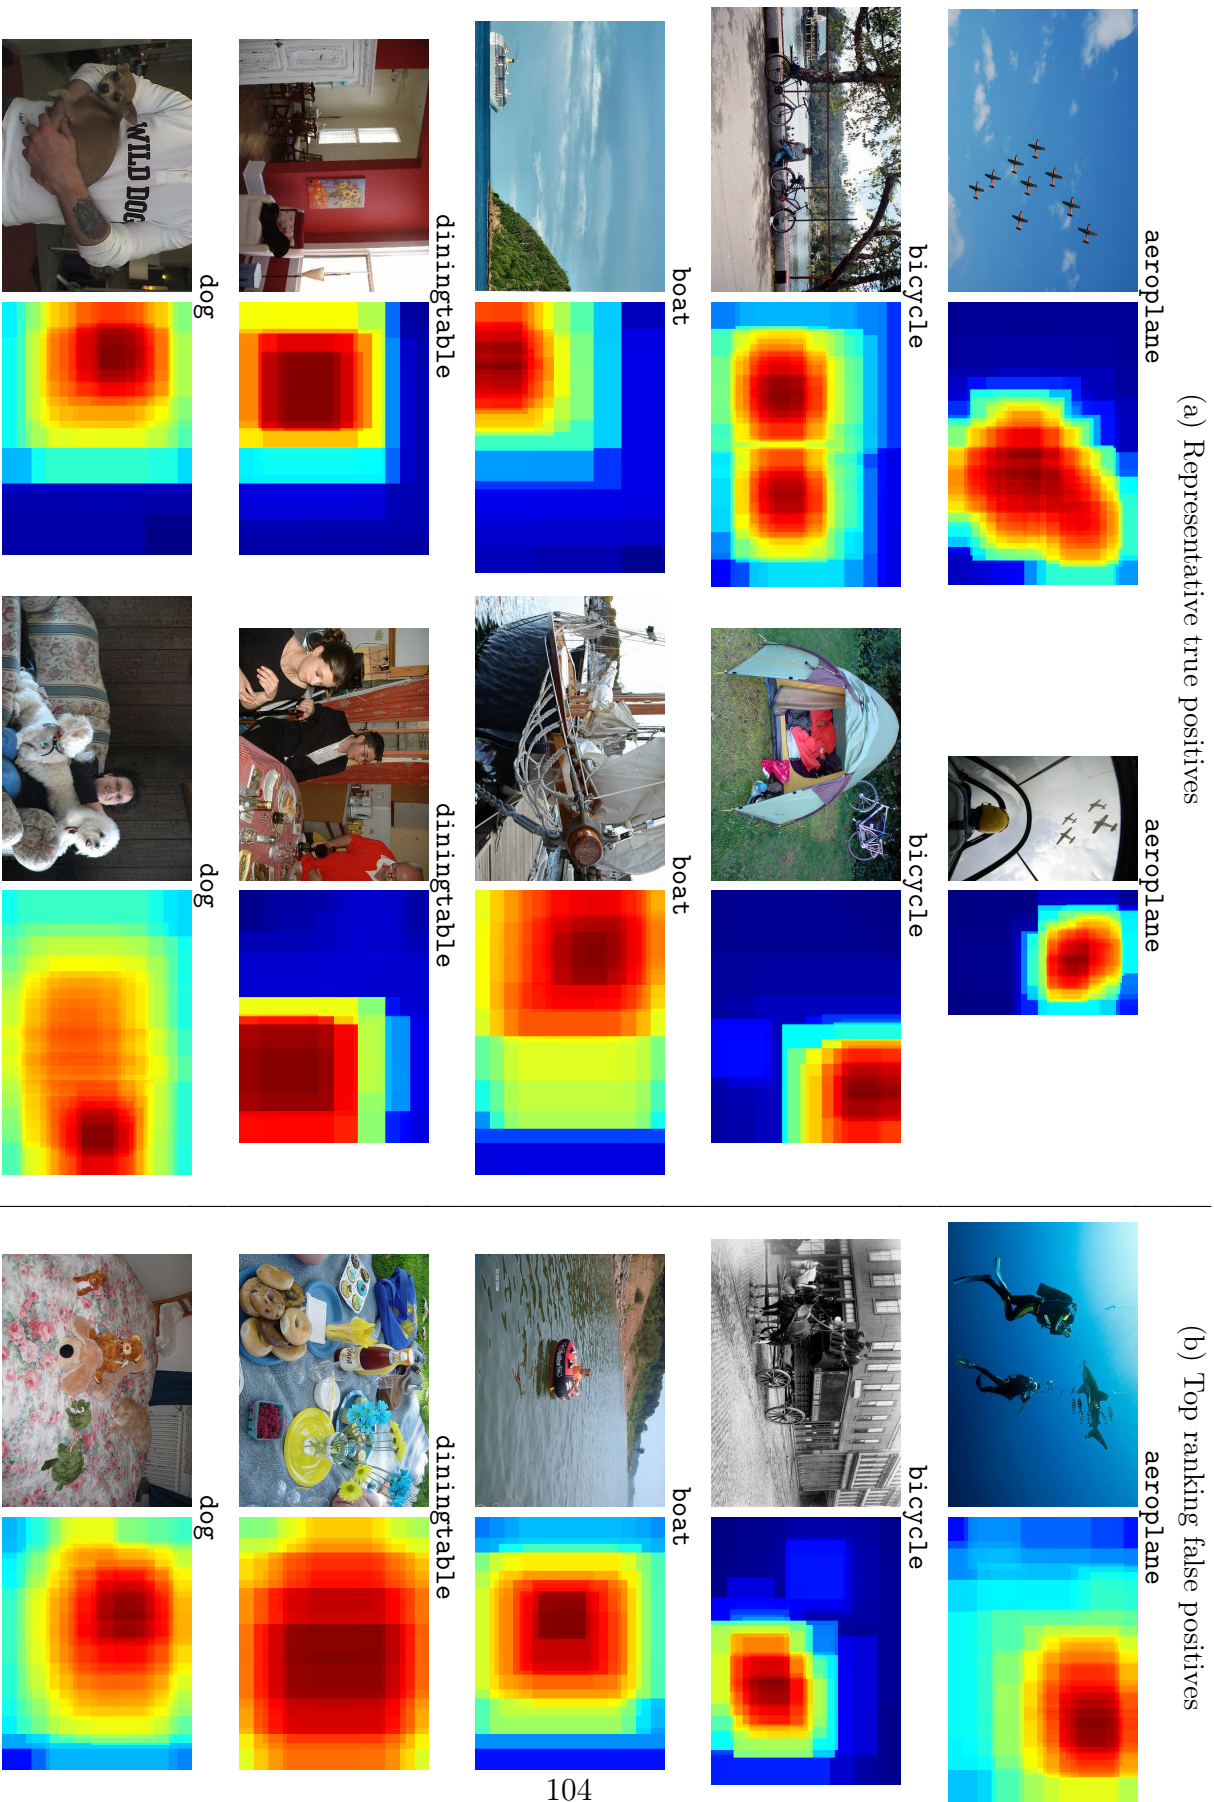 (a) Representative true positives
(b) Top ranking false positives
aeroplane
aeroplane
aeroplane
bicycle
bicycle
bicycle
boat
boat
boat
diningtable
diningtable
diningtable
dog
dog
dog
WILD DOG
104